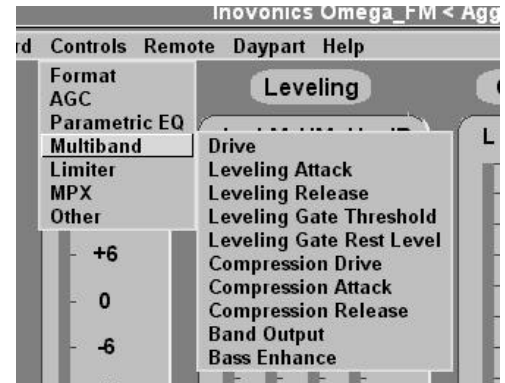 Inovonics Omega_FM < Agg
rd Controls Remote Daypart Help
Format
AGC
Parametric EQ
Multiband
Limiter
MPX
Other
Leveling
L
Drive
Leveling Attack
Leveling Release
Leveling Gate Threshold
Leveling Gate Rest Level
Compression Drive
Compression Attack
Compression Release
Band Output
Bass Enhance
+6
0
-6